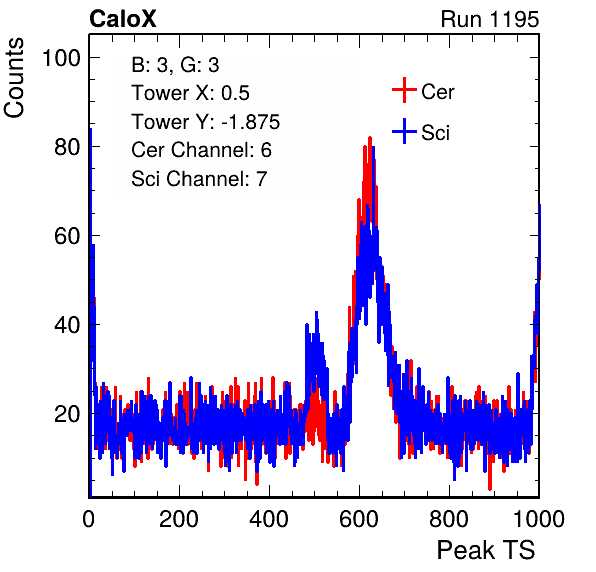 CaloX Run 1195
Counts
100
80
60
40
20
B: 3, G: 3
Tower X: 0.5
Tower Y: -1.875
Cer Channel: 6
Sci Channel: 7
Cer
Sci
0 200 400 600 800 1000
Peak TS